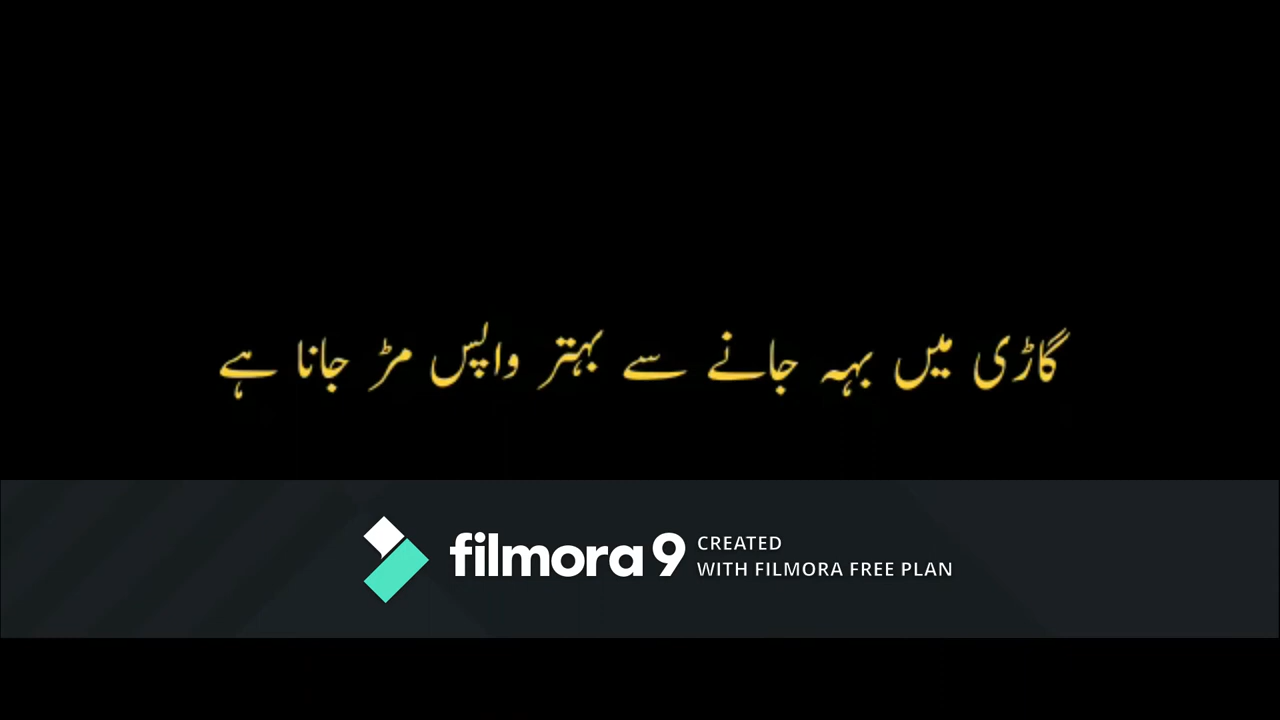 گاڑی میں بہہ جانے سے بہتر واپس مڑ جانا ہے
filmora 9
CREATED
WITH FILMORA FREE PLAN